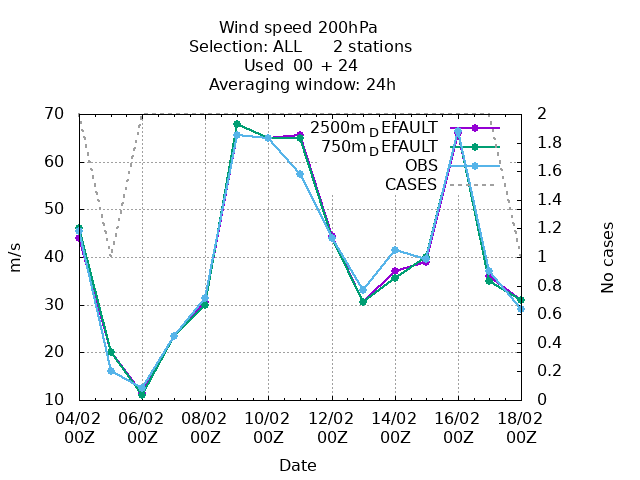 Wind speed 200hPa
Selection: ALL 2 stations
Used 00 + 24
Averaging window: 24h
70
60
50
40
30
20
10
2
1.8
1.6
1.4
1.2
1
0.8
0.6
0.4
0.2
0
2500m_DEFAULT
750m_DEFAULT
OBS
CASES
m/s
No cases
04/02 06/02 08/02 10/02 12/02 14/02 16/02 18/02
00Z 00Z 00Z 00Z 00Z 00Z 00Z 00Z
Date